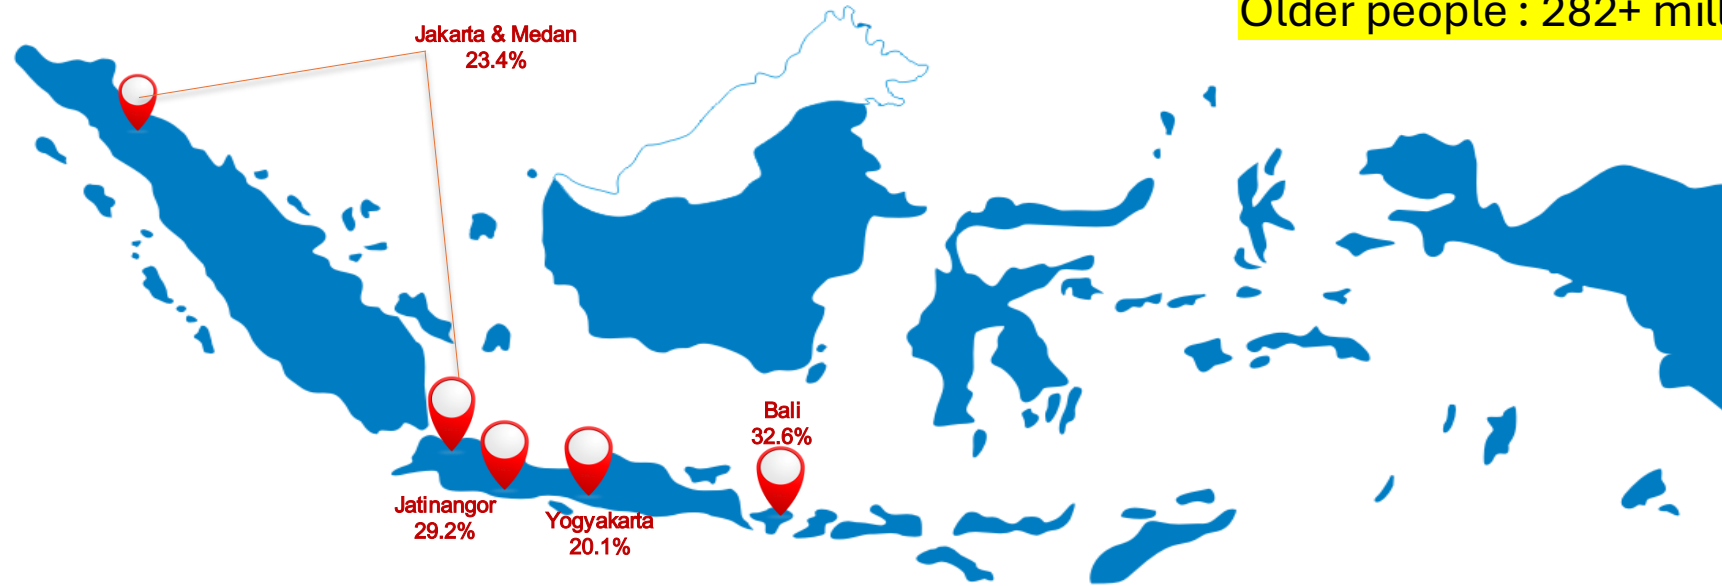 Older people : 282+
Jakarta & Medan
23.4%
Bali
32.6%
Jatinangor
29.2%
Yogyakarta
20.1%